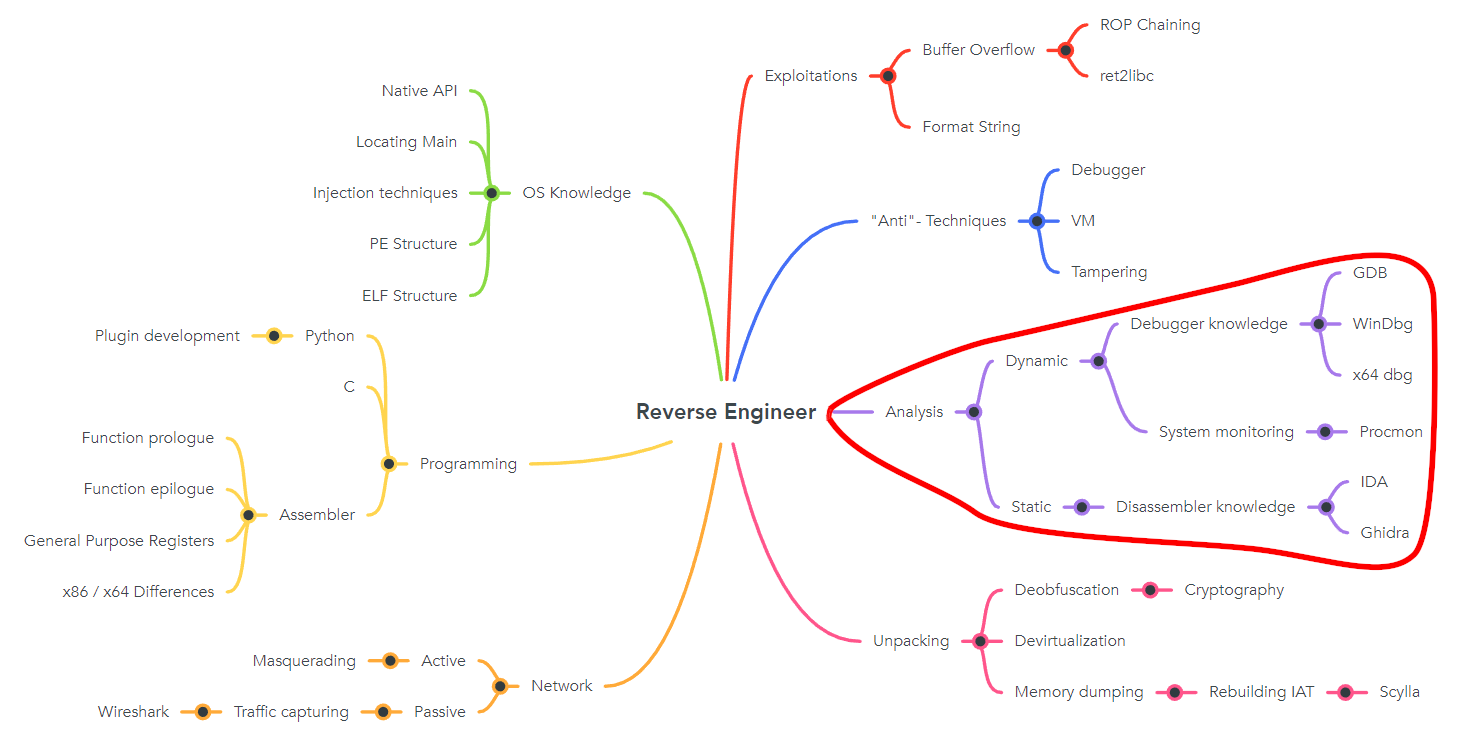 Reverse Engineer
Exploitations
Buffer Overflow
ROP Chaining
ret2libc
Format String
"Anti"- Techniques
Debugger
VM
Tampering
Analysis
Dynamic
Debugger knowledge
GDB
WinDbg
x64 dbg
System monitoring
Procmon
Static
Disassembler knowledge
IDA
Ghidra
Unpacking
Deobfuscation
Cryptography
Devirtualization
Memory dumping
Rebuilding IAT
Scylla
OS Knowledge
Native API
Locating Main
Injection techniques
PE Structure
ELF Structure
Programming
Python
Plugin development
C
Assembler
Function prologue
Function epilogue
General Purpose Registers
x86 / x64 Differences
Network
Active
Masquerading
Passive
Traffic capturing
Wireshark